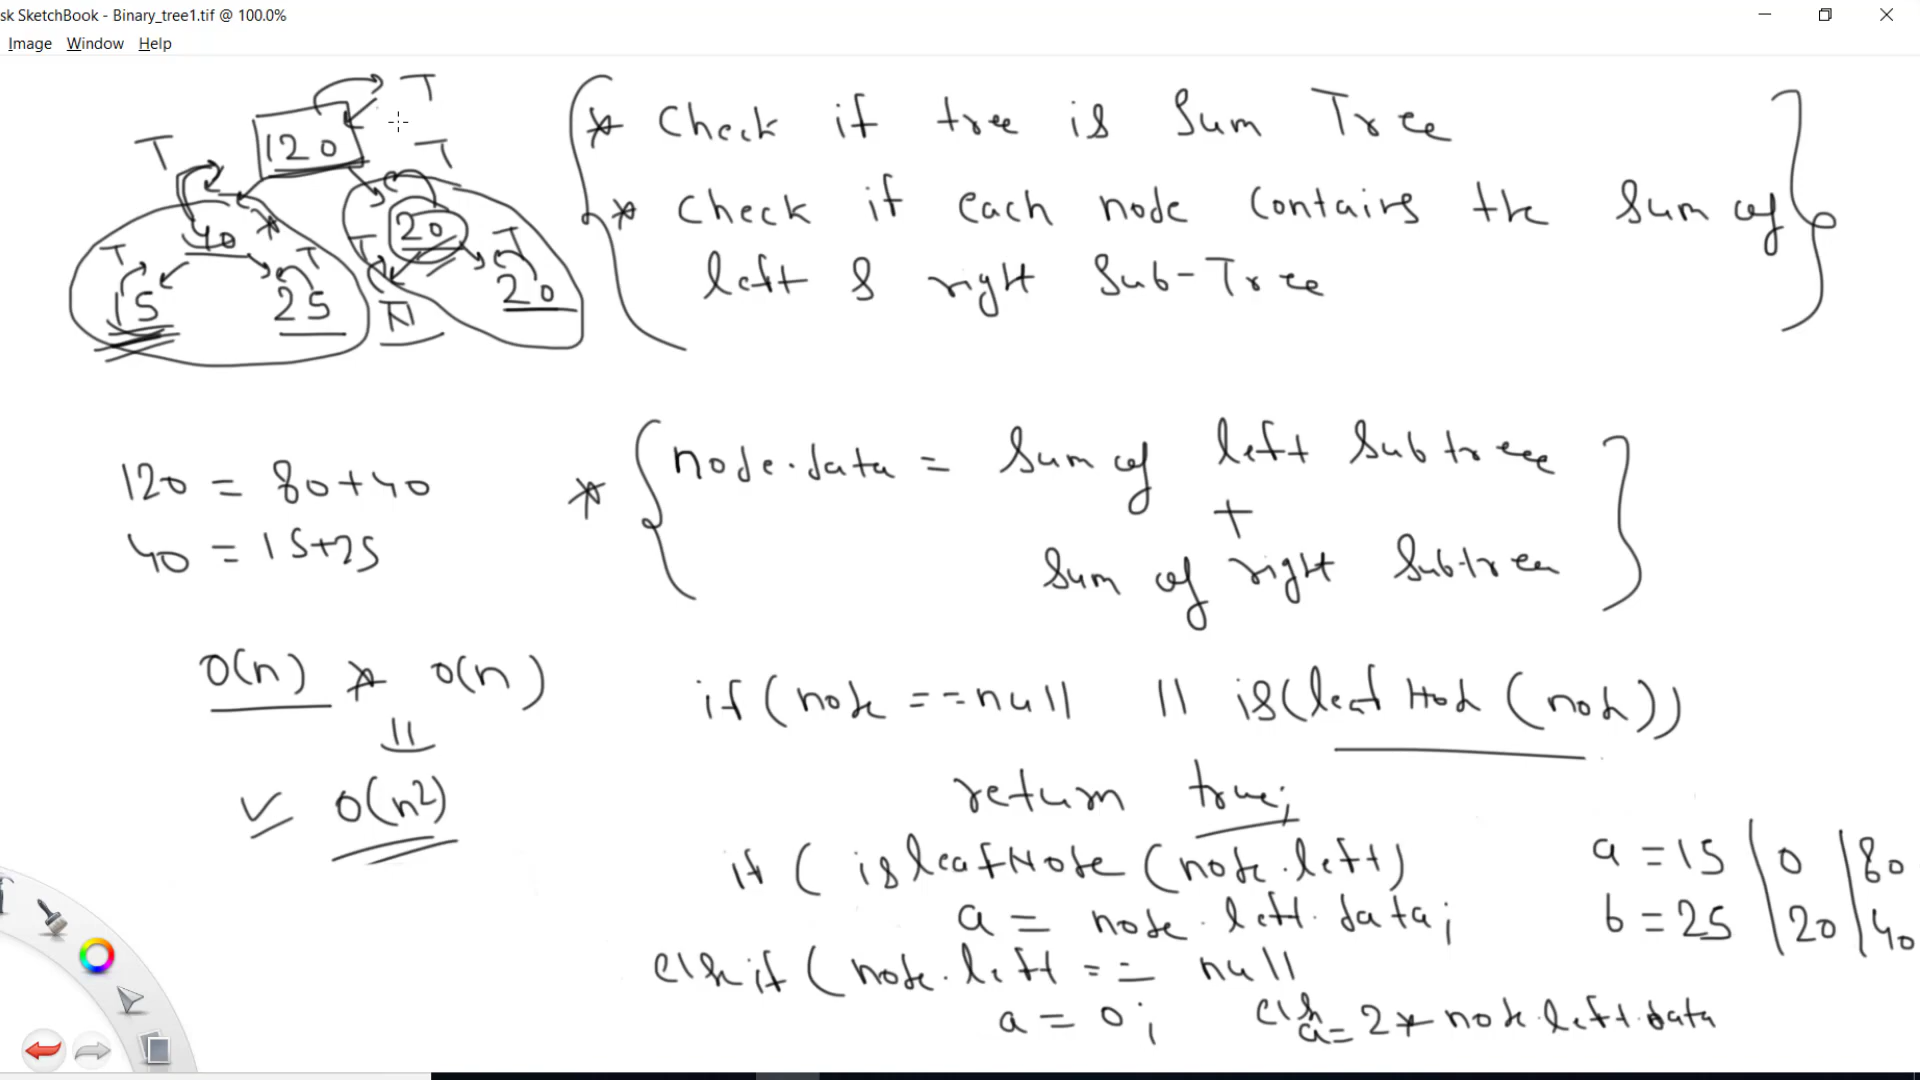 sk SketchBook - Binary_tree1.tif @ 100.0%
Image Window Help
T
120
T
T
40
20
T
T
T
T
15
25
N
20
* Check if tree is Sum Tree
* Check if each node contains the Sum of
left & right Sub-Tree
120 = 80+40
40 = 15+25
* node.data = Sum of left Subtree
+
Sum of right Subtree
O(n) * O(n)
=
O(n2)
if (node == null || is(leaf Nod (node))
return true;
if ( isleafNode (node.left)
a = node.left.data;
else if (node.left == null
a = 0;
else
a = 2* node.left.data
a = 15 | 0 | 80
b = 25 | 20 | 40